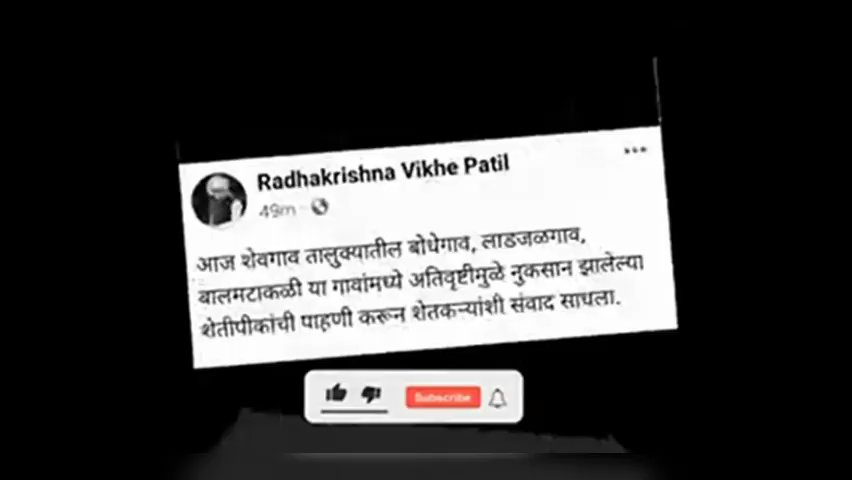 Radhakrishna Vikhe Patil
49m
आज शेवगाव तालुक्यातील बोधेगाव, लाडजळगाव,
बालमटाकळी या गावांमध्ये अतिवृष्टीमुळे नुकसान झालेल्या
शेतीपीकांची पाहणी करून शेतकऱ्यांशी संवाद साधला.
Subscribe